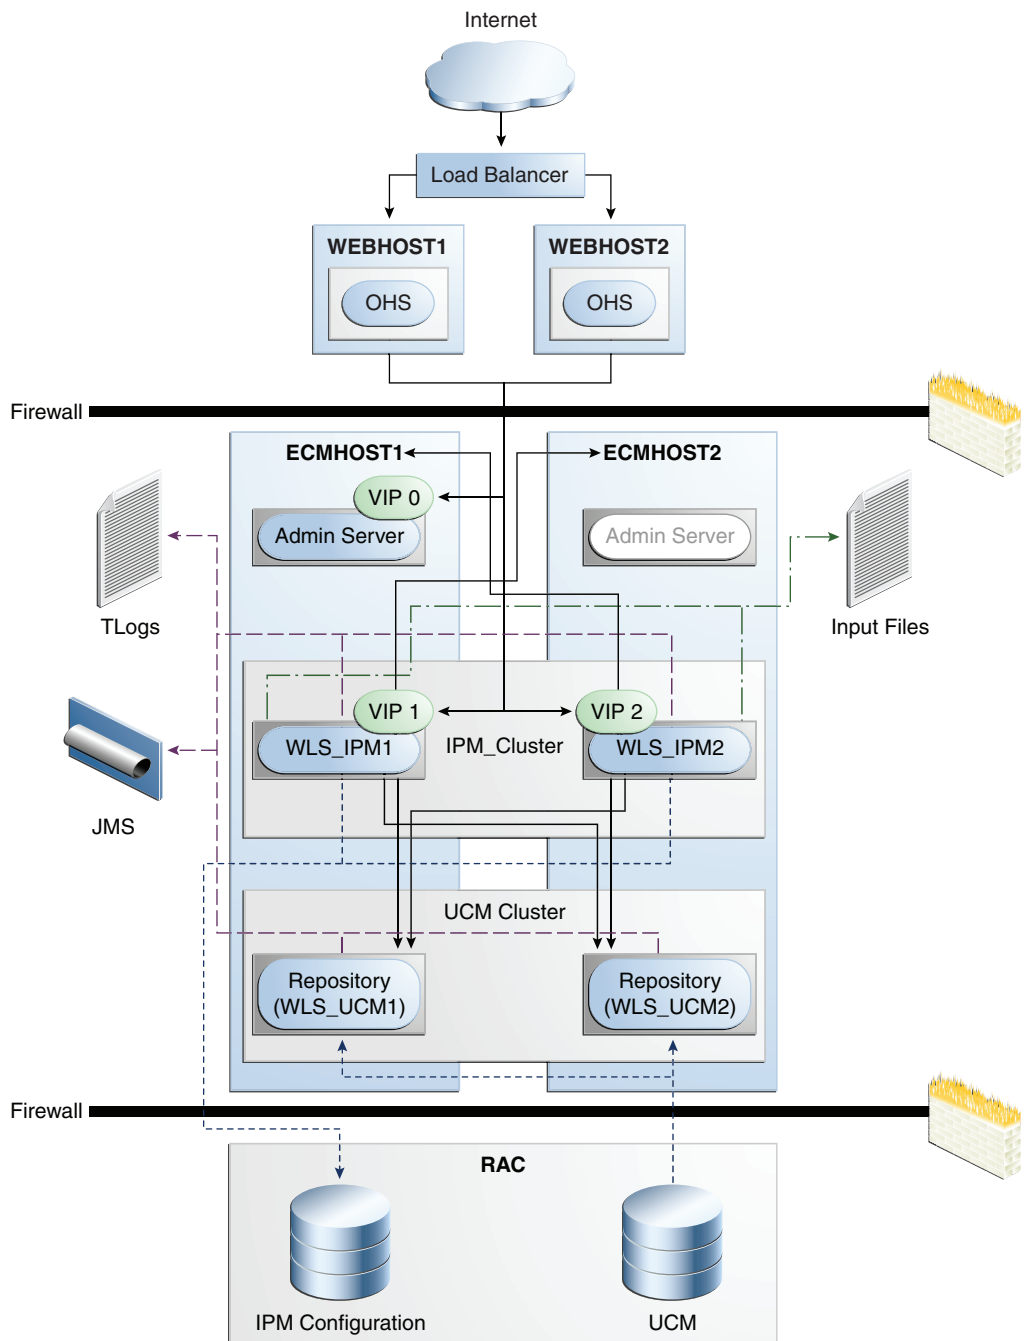 Internet
Load Balancer
WEBHOST1
WEBHOST2
OHS
OHS
Firewall
ECMHOST1
ECMHOST2
VIP 0
Admin Server
Admin Server
TLogs
Input Files
VIP 1
VIP 2
WLS_IPM1
IPM_Cluster
WLS_IPM2
JMS
UCM Cluster
Repository
(WLS_UCM1)
Repository
(WLS_UCM2)
Firewall
RAC
IPM Configuration
UCM